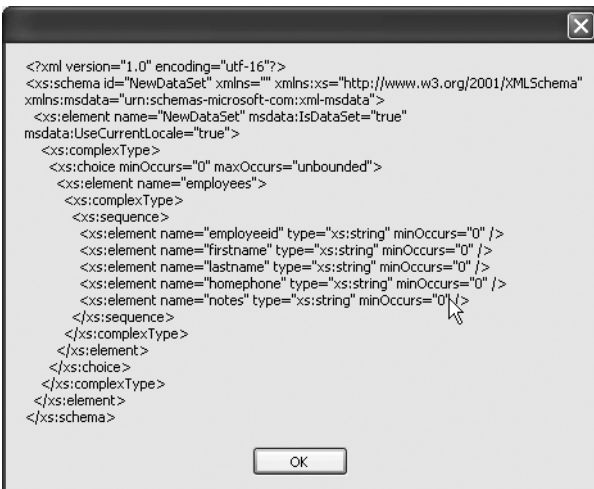 <?xml version="1.0" encoding="utf-16"?>
<xs:schema id="NewDataSet" xmlns="" xmlns:xs="http://www.w3.org/2001/XMLSchema"
xmlns:msdata="urn:schemas-microsoft-com:xml-msdata">
<xs:element name="NewDataSet" msdata:IsDataSet="true"
msdata:UseCurrentLocale="true">
<xs:complexType>
<xs:choice minOccurs="0" maxOccurs="unbounded">
<xs:element name="employees">
<xs:complexType>
<xs:sequence>
<xs:element name="employeeid" type="xs:string" minOccurs="0" />
<xs:element name="firstname" type="xs:string" minOccurs="0" />
<xs:element name="lastname" type="xs:string" minOccurs="0" />
<xs:element name="homephone" type="xs:string" minOccurs="0" />
<xs:element name="notes" type="xs:string" minOccurs="0" />
</xs:sequence>
</xs:complexType>
</xs:element>
</xs:choice>
</xs:complexType>
</xs:element>
</xs:schema>
OK